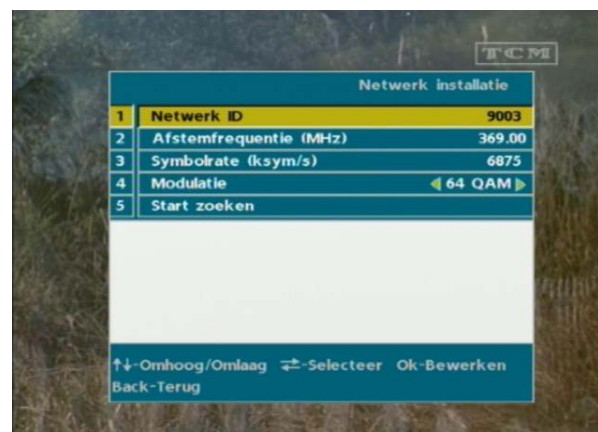 TCM
Netwerk installatie
1 Netwerk ID 9003
2 Afstemfrequentie (MHz) 369.00
3 Symbolrate (ksym/s) 6875
4 Modulatie 64 QAM
5 Start zoeken
↑↓-Omhoog/Omlaag ⇄-Selecteer Ok-Bewerken
Back-Terug